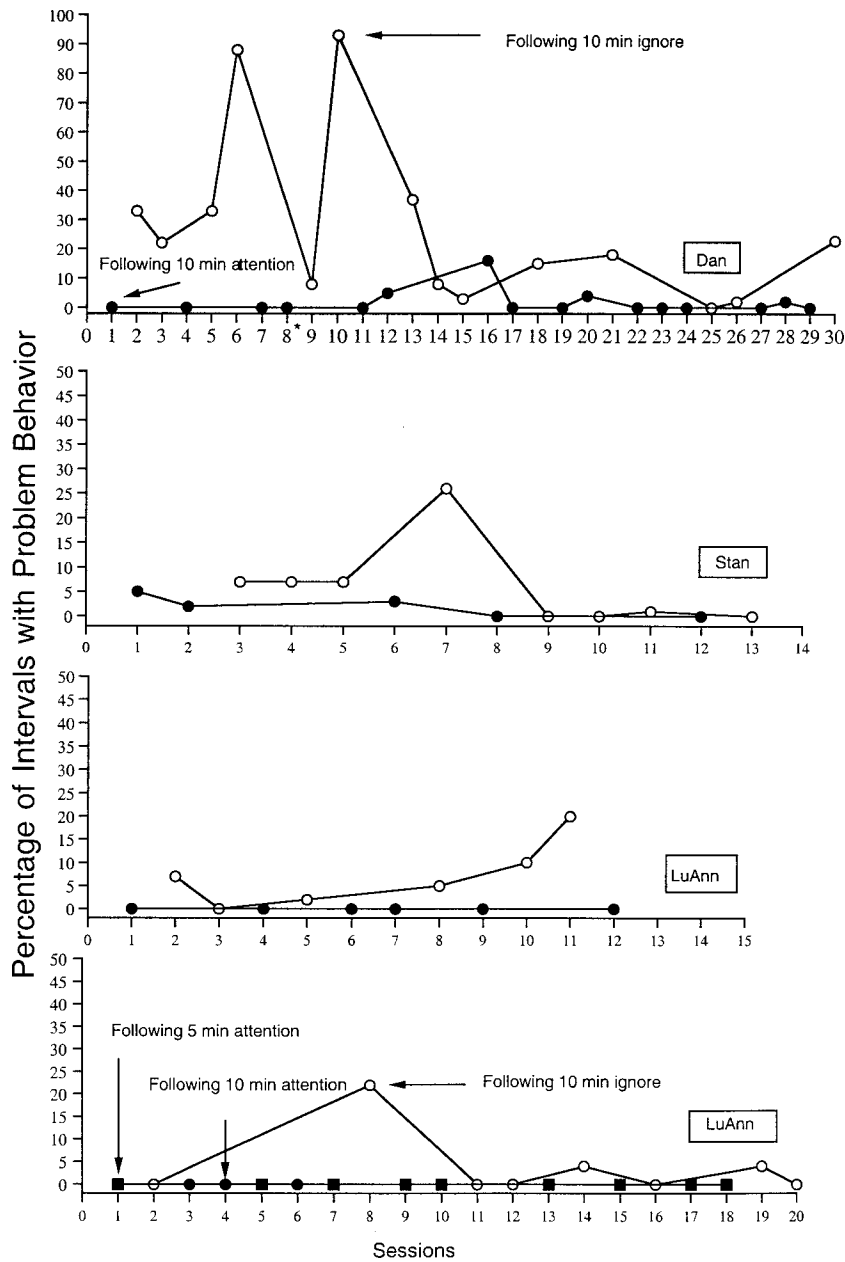 Percentage of Intervals with Problem Behavior
100
90
80
70
60
50
40
30
20
10
0
Following 10 min ignore
Following 10 min attention
Dan
0 1 2 3 4 5 6 7 8 * 9 10 11 12 13 14 15 16 17 18 19 20 21 22 23 24 25 26 27 28 29 30
50
45
40
35
30
25
20
15
10
5
0
Stan
0 1 2 3 4 5 6 7 8 9 10 11 12 13 14
50
45
40
35
30
25
20
15
10
5
0
LuAnn
0 1 2 3 4 5 6 7 8 9 10 11 12 13 14 15
50
45
40
35
30
25
20
15
10
5
0
Following 5 min attention
Following 10 min attention
Following 10 min ignore
LuAnn
0 1 2 3 4 5 6 7 8 9 10 11 12 13 14 15 16 17 18 19 20
Sessions